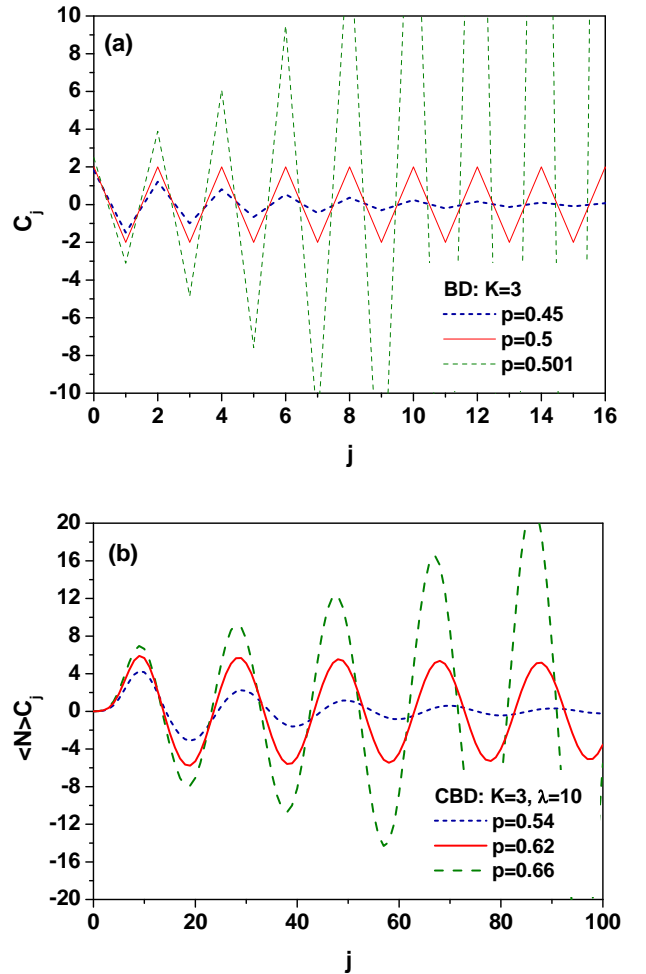 (a)
10
8
6
4
2
0
-2
-4
-6
-8
-10
C_j
BD: K=3
p=0.45
p=0.5
p=0.501
0 2 4 6 8 10 12 14 16
j
(b)
20
16
12
8
4
0
-4
-8
-12
-16
-20
<N>C_j
CBD: K=3, λ=10
p=0.54
p=0.62
p=0.66
0 20 40 60 80 100
j